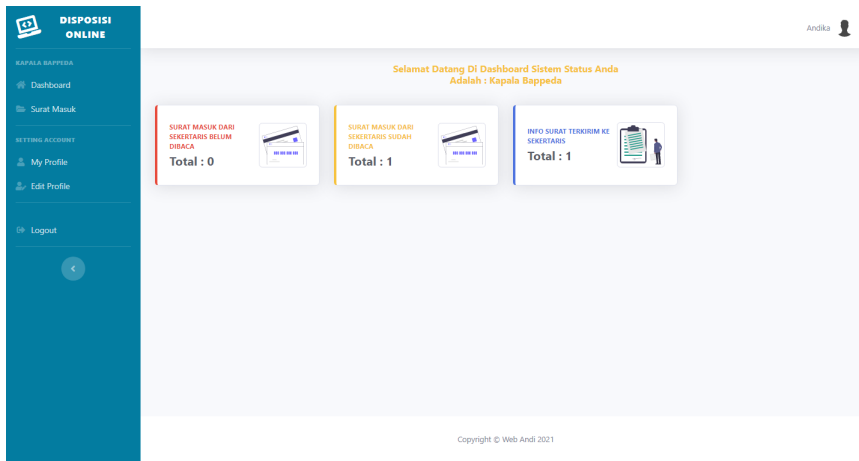 DISPOSISI
ONLINE
KAPALA BAPPEDA
Dashboard
Surat Masuk
SETTING ACCOUNT
My Profile
Edit Profile
Logout
Andika
Selamat Datang Di Dashboard Sistem Status Anda
Adalah : Kapala Bappeda
SURAT MASUK DARI
SEKERTARIS BELUM
DIBACA
Total : 0
SURAT MASUK DARI
SEKERTARIS SUDAH
DIBACA
Total : 1
INFO SURAT TERKIRIM KE
SEKERTARIS
Total : 1
Copyright © Web Andi 2021